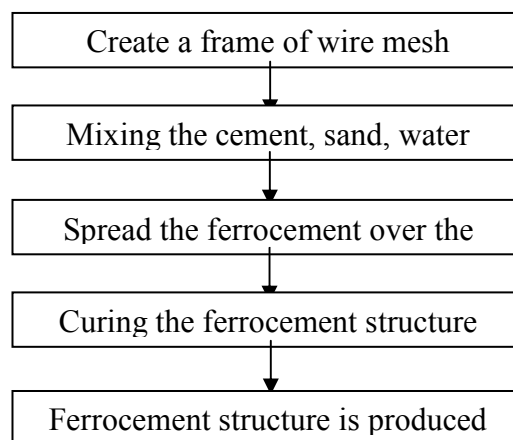 Create a frame of wire mesh
Mixing the cement, sand, water
Spread the ferrocement over the
Curing the ferrocement structure
Ferrocement structure is produced